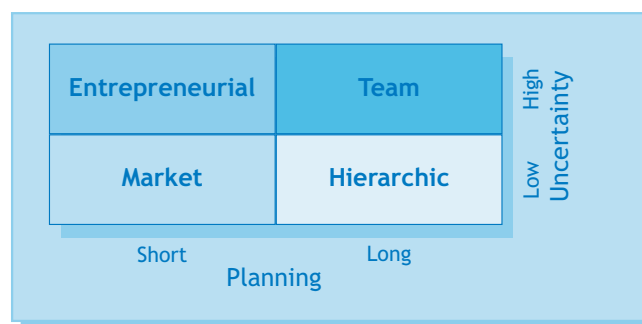 Entrepreneurial
Team
High
Market
Hierarchic
Low
Uncertainty
Short
Long
Planning